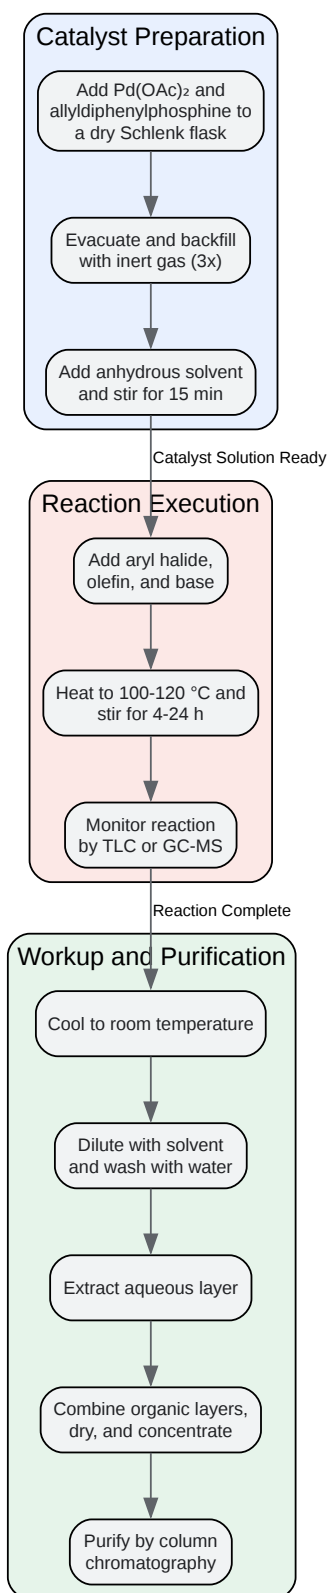 Catalyst Preparation
Add Pd(OAc)₂ and
allyldiphenylphosphine to
a dry Schlenk flask
Evacuate and backfill
with inert gas (3x)
Add anhydrous solvent
and stir for 15 min
Catalyst Solution Ready
Reaction Execution
Add aryl halide,
olefin, and base
Heat to 100-120 °C and
stir for 4-24 h
Monitor reaction
by TLC or GC-MS
Reaction Complete
Workup and Purification
Cool to room temperature
Dilute with solvent
and wash with water
Extract aqueous layer
Combine organic layers,
dry, and concentrate
Purify by column
chromatography